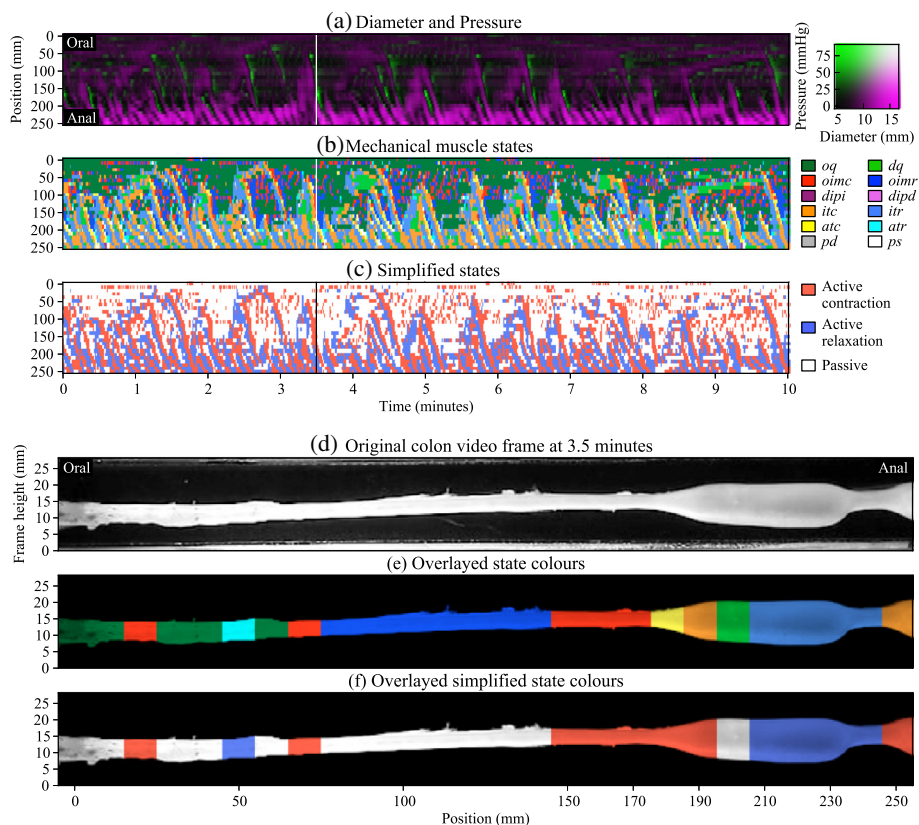 (a) Diameter and Pressure
Position (mm)
0
50
100
150
200
250
Oral
Anal
Pressure (mmHg)
75
50
25
0
5 10 15
Diameter (mm)
(b) Mechanical muscle states
0
50
100
150
200
250
oq dq
oimc oimr
dipi dipd
itc itr
atc atr
pd ps
(c) Simplified states
0
50
100
150
200
250
0 1 2 3 4 5 6 7 8 9 10
Time (minutes)
Active
contraction
Active
relaxation
Passive
(d) Original colon video frame at 3.5 minutes
Frame height (mm)
25
20
15
10
5
0
Oral
Anal
(e) Overlayed state colours
25
20
15
10
5
0
(f) Overlayed simplified state colours
25
20
15
10
5
0
0 50 100 150 170 190 210 230 250
Position (mm)